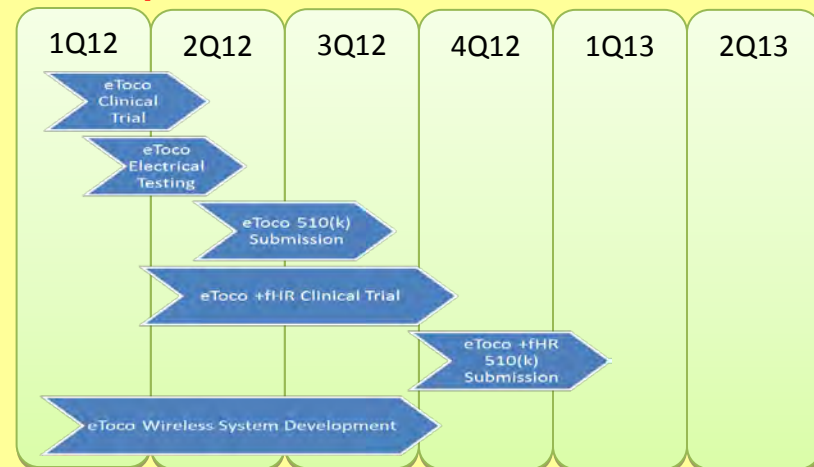 1Q12 2Q12 3Q12 4Q12 1Q13 2Q13
eToco
Clinical
Trial
eToco
Electrical
Testing
eToco 510(k)
Submission
eToco +fHR Clinical Trial
eToco +fHR
510(k)
Submission
eToco Wireless System Development